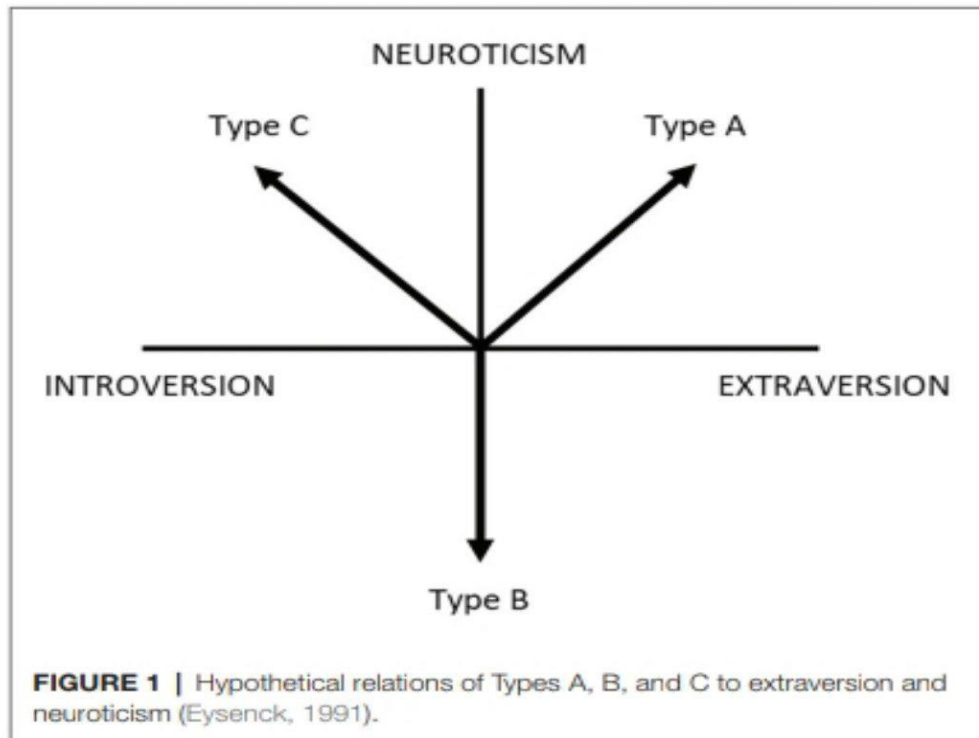 NEUROTICISM
Type C
Type A
INTROVERSION
EXTRAVERSION
Type B
FIGURE 1 | Hypothetical relations of Types A, B, and C to extraversion and
neuroticism (Eysenck, 1991).